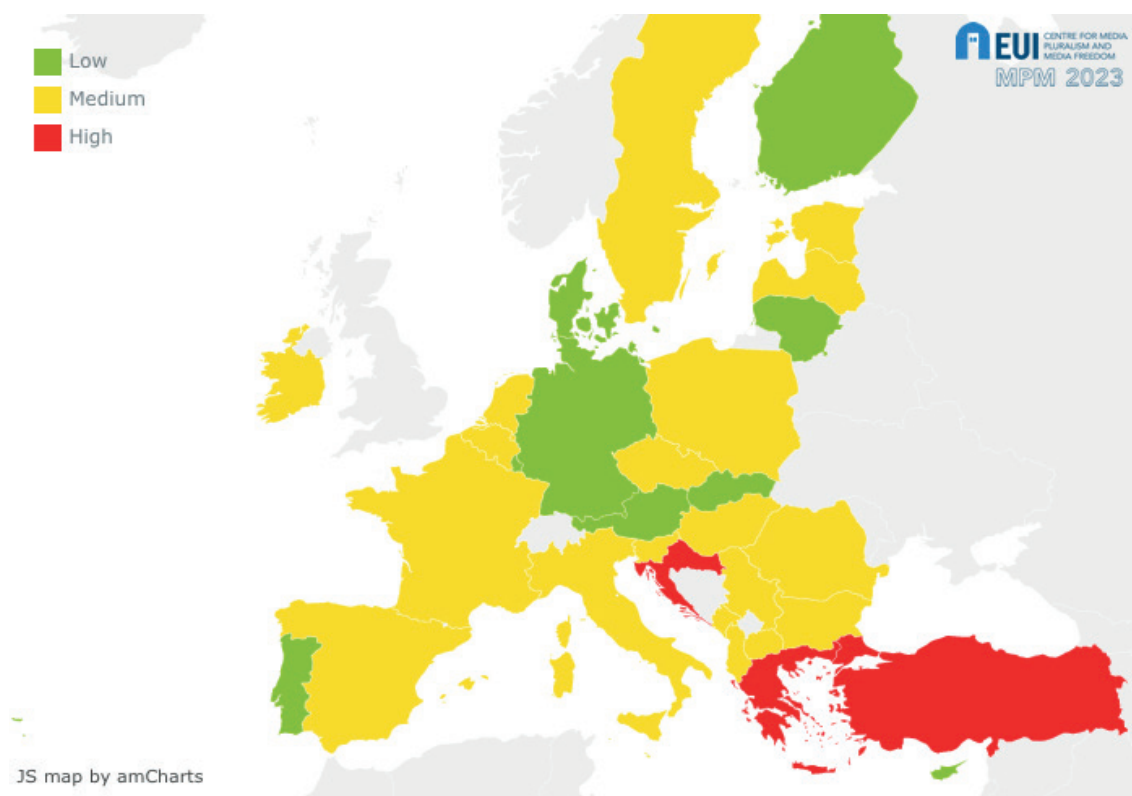 Low
Medium
High
EUI
CENTRE FOR MEDIA
PLURALISM AND
MEDIA FREEDOM
MPM 2023
JS map by amCharts